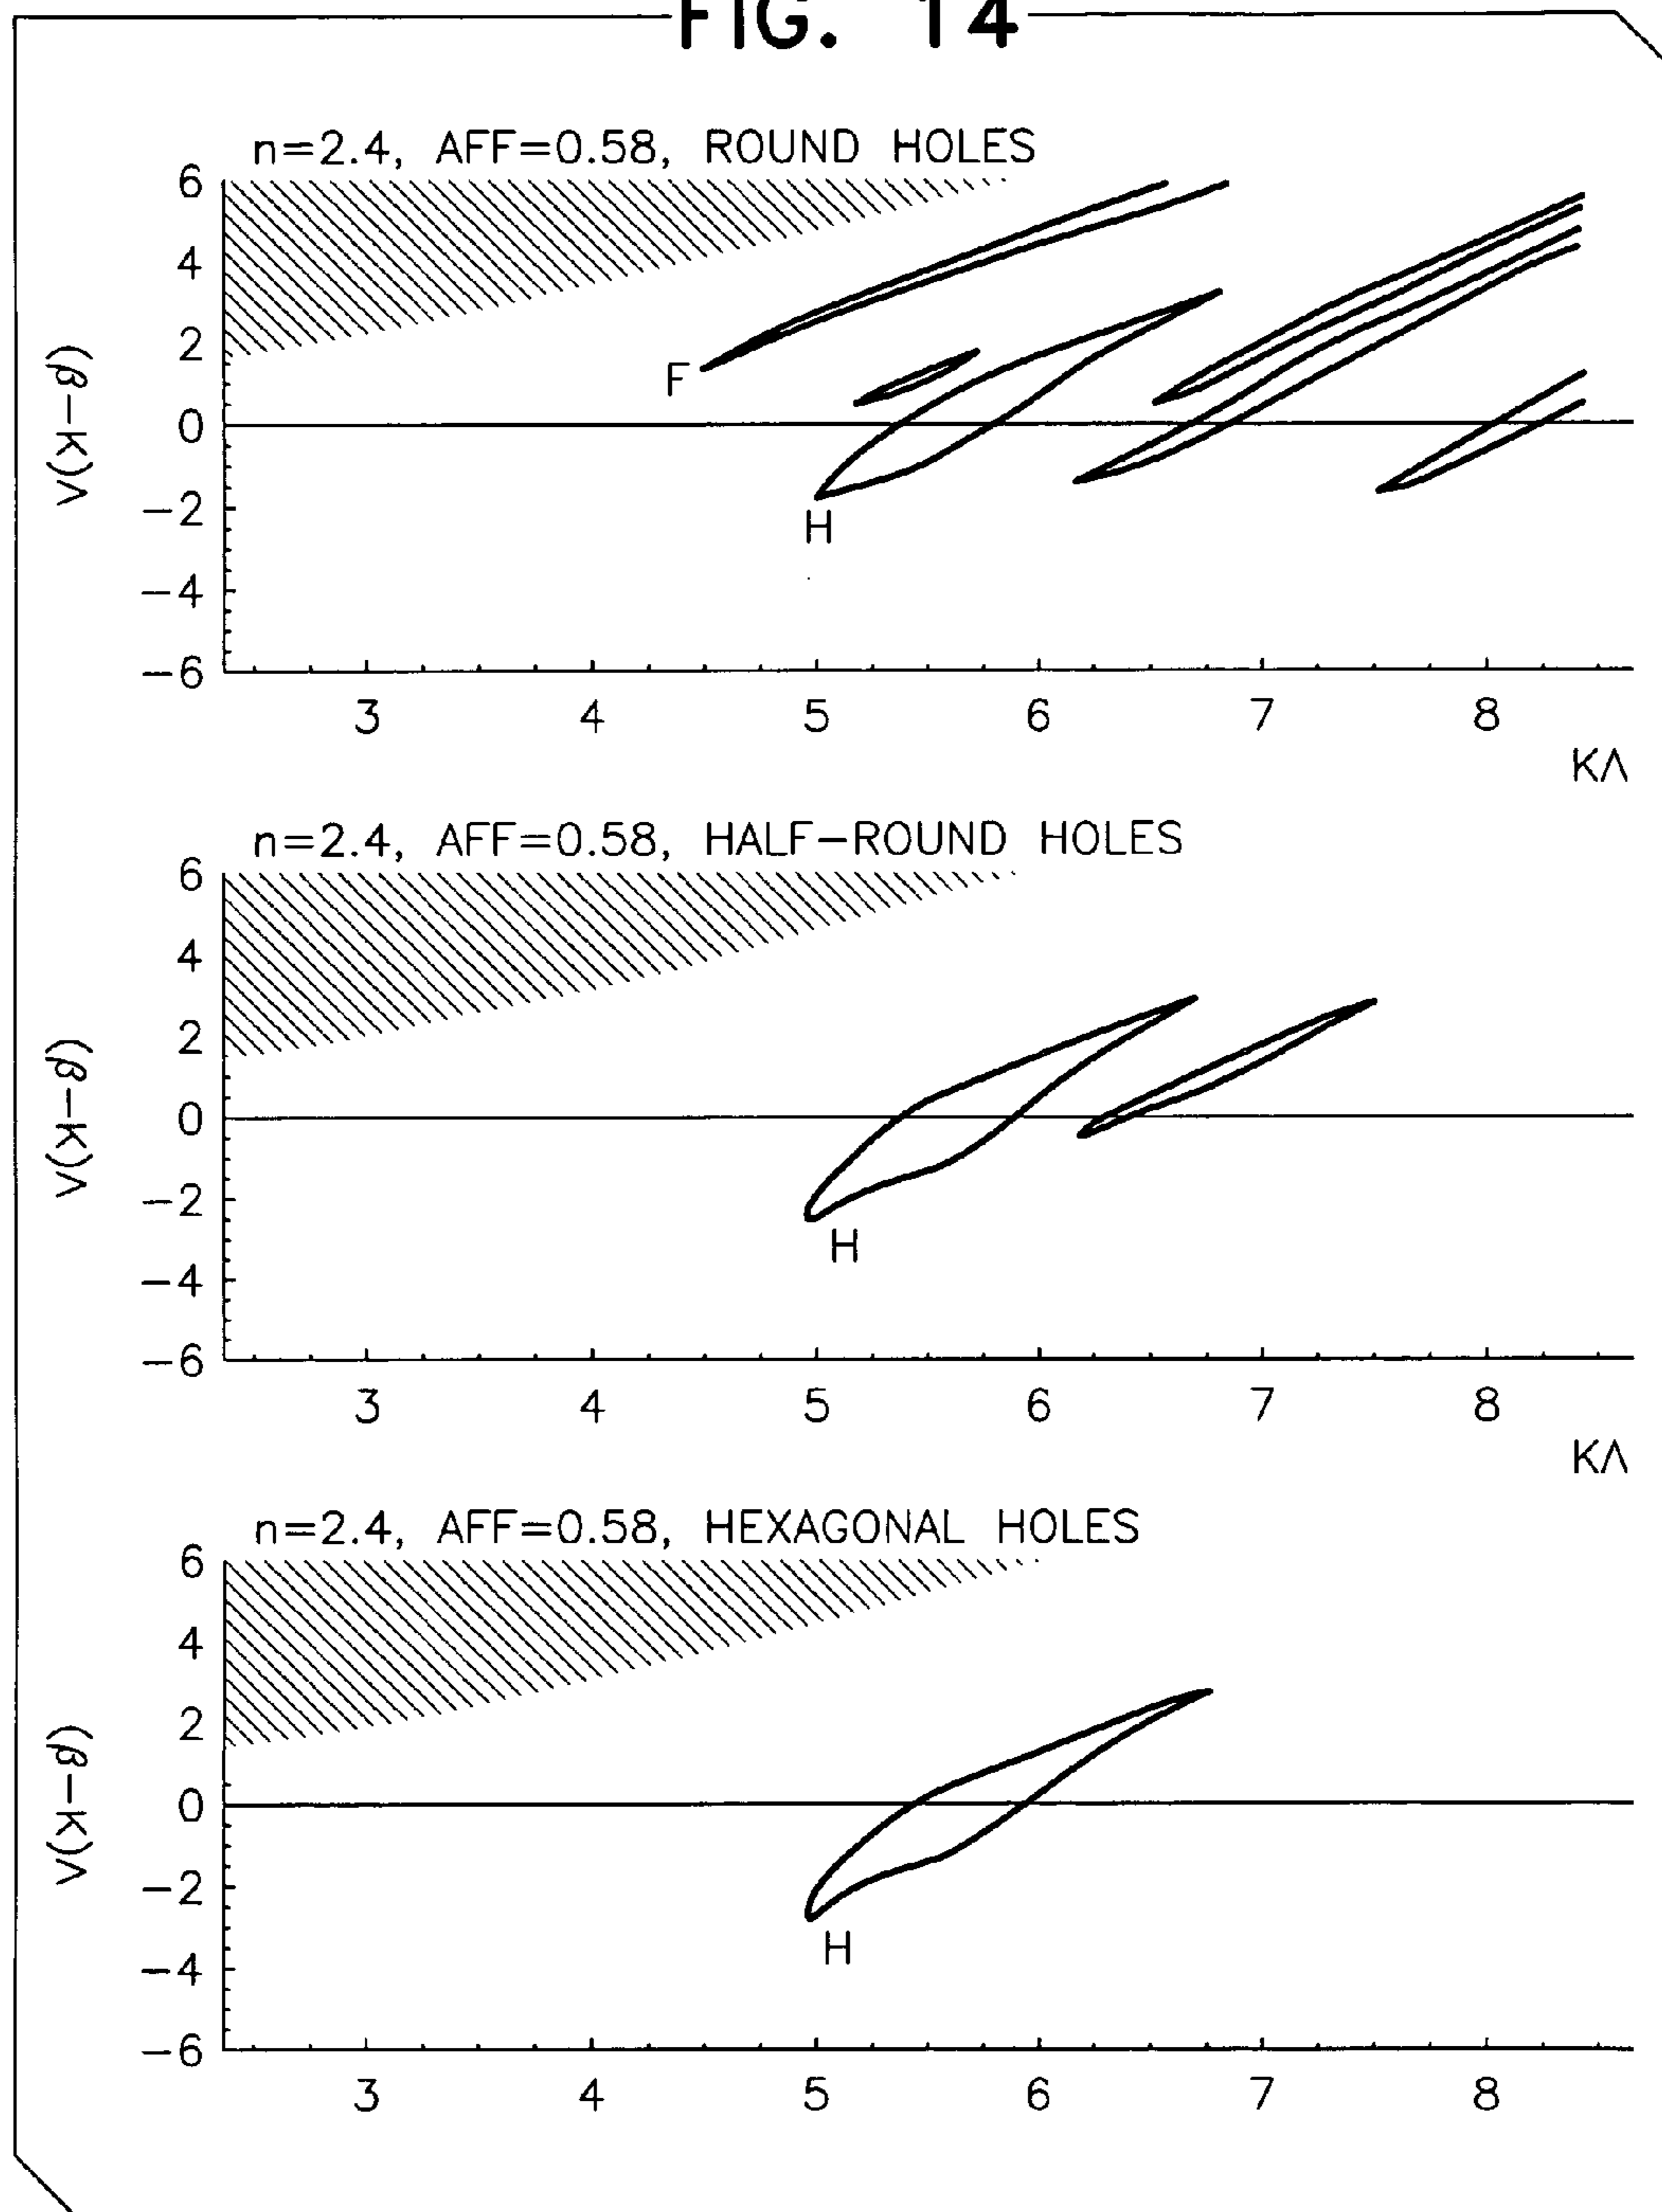 FIG. 14
n=2.4, AFF=0.58, ROUND HOLES
6
4
2
0
−2
−4
−6
(β−K)Λ
F
H
3 4 5 6 7 8
KΛ
n=2.4, AFF=0.58, HALF−ROUND HOLES
6
4
2
0
−2
−4
−6
(β−K)Λ
H
3 4 5 6 7 8
KΛ
n=2.4, AFF=0.58, HEXAGONAL HOLES
6
4
2
0
−2
−4
−6
(β−K)Λ
H
3 4 5 6 7 8